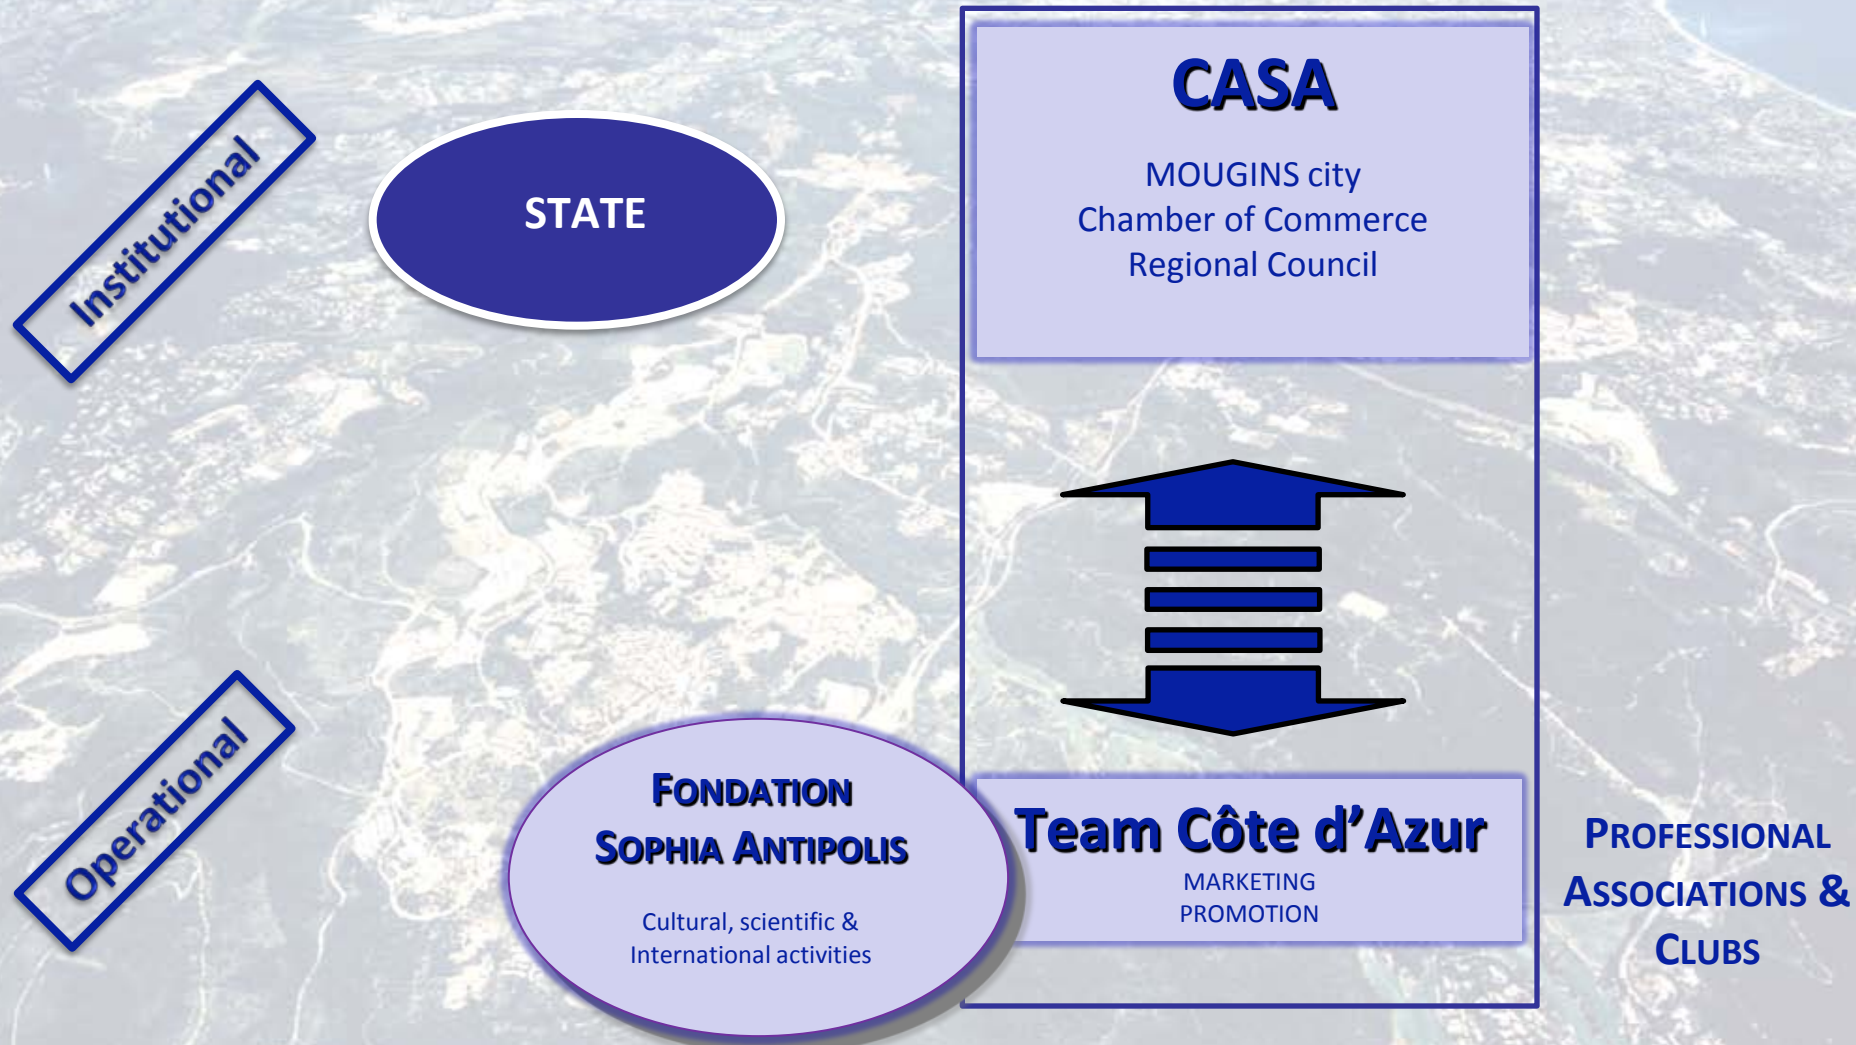 Institutional
STATE
CASA
MOUGINS city
Chamber of Commerce
Regional Council
Operational
FONDATION
SOPHIA ANTIPOLIS
Cultural, scientific &
International activities
Team Côte d’Azur
MARKETING
PROMOTION
PROFESSIONAL
ASSOCIATIONS &
CLUBS